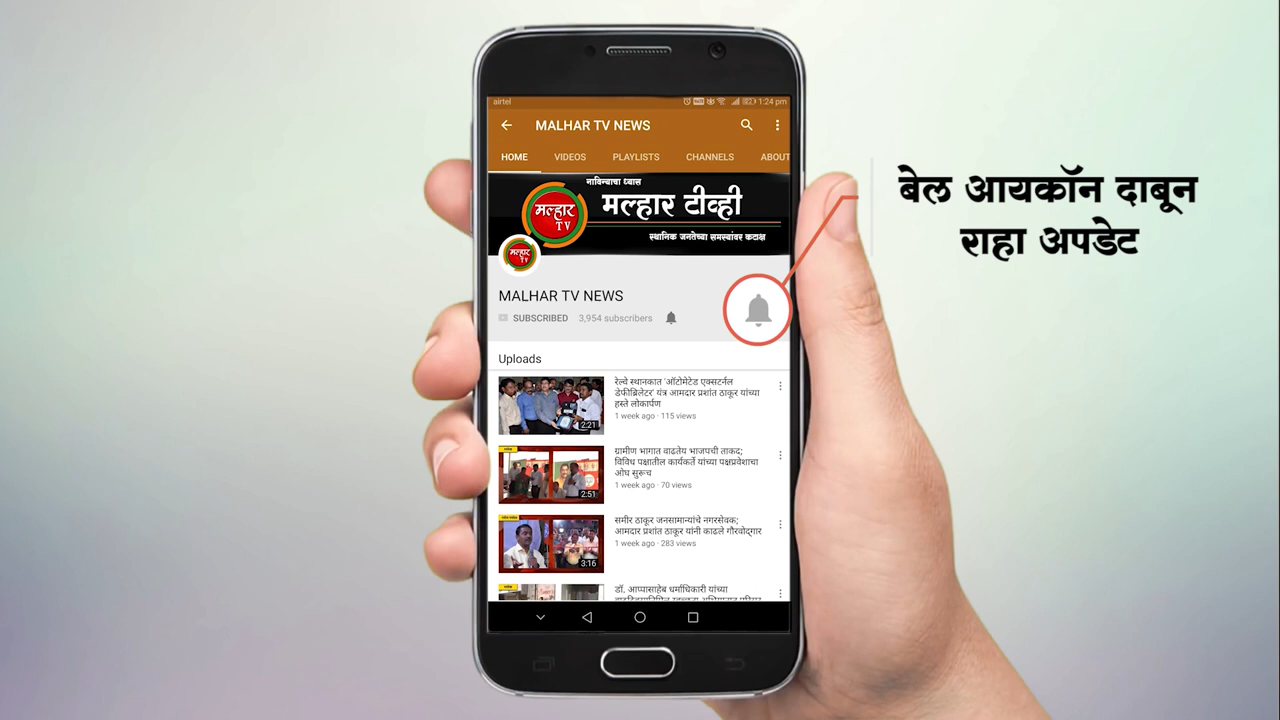 airtel
1:24 pm
MALHAR TV NEWS
HOME VIDEOS PLAYLISTS CHANNELS ABOUT
नाविन्याचा ध्यास
मल्हार टीव्ही
स्थानिक जनतेच्या समस्यांवर कटाक्ष
मल्हार
TV
मल्हार
TV
MALHAR TV NEWS
SUBSCRIBED 3,954 subscribers
Uploads
रेल्वे स्थानकात 'ऑटोमेटेड एक्सटर्नल
डेफीब्रिलेटर' यंत्र आमदार प्रशांत ठाकूर यांच्या
हस्ते लोकार्पण
1 week ago · 115 views
2:21
ग्रामीण भागात वाढतेय भाजपची ताकद;
विविध पक्षातील कार्यकर्ते यांच्या पक्षप्रवेशाचा
ओघ सुरूच
1 week ago · 70 views
2:51
समीर ठाकूर जनसामान्यांचे नगरसेवक;
आमदार प्रशांत ठाकूर यांनी काढले गौरवोद्गार
1 week ago · 283 views
3:16
डॉ. आप्पासाहेब धर्माधिकारी यांच्या
बेल आयकॉन दाबून
राहा अपडेट